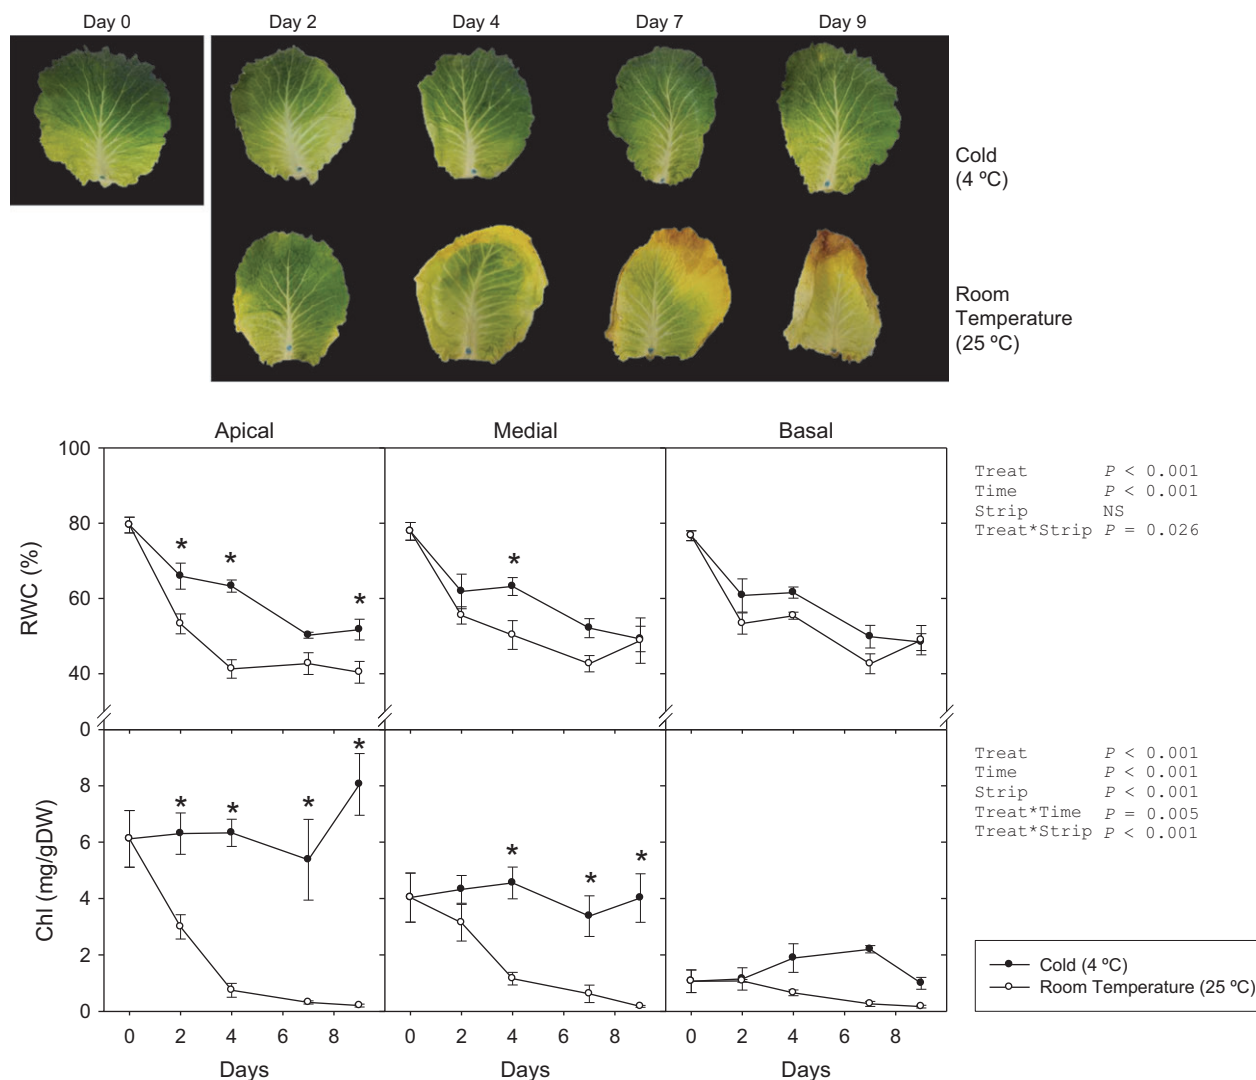 Day 0 Day 2 Day 4 Day 7 Day 9
Cold
(4 ºC)
Room
Temperature
(25 ºC)
Apical Medial Basal
100
80
60
40
0
RWC (%)
* * *
*
Treat P < 0.001
Time P < 0.001
Strip NS
Treat*Strip P = 0.026
8
6
4
2
0
Chl (mg/gDW)
* * * *
* * *
Treat P < 0.001
Time P < 0.001
Strip P < 0.001
Treat*Time P = 0.005
Treat*Strip P < 0.001
Cold (4 ºC)
Room Temperature (25 ºC)
0 2 4 6 8 0 2 4 6 8 0 2 4 6 8
Days Days Days